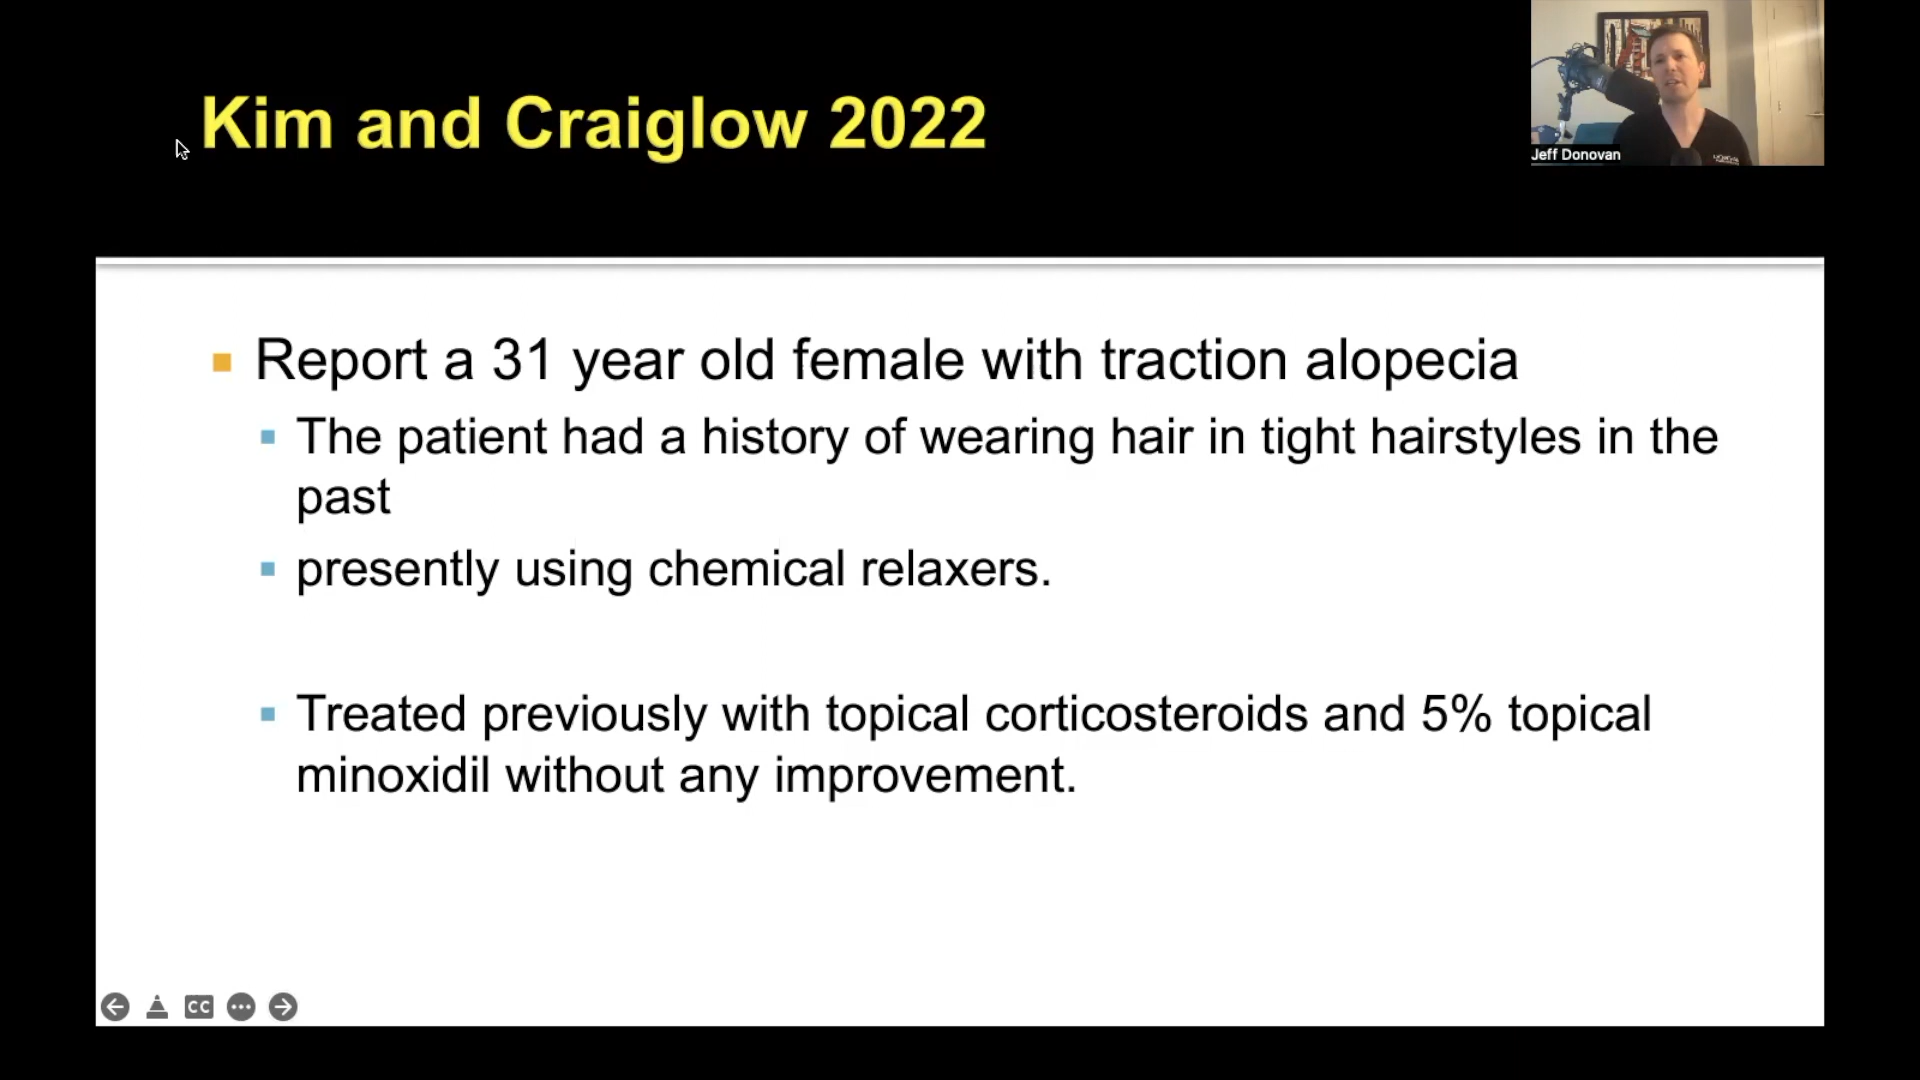 Kim and Craiglow 2022
Jeff Donovan
Report a 31 year old female with traction alopecia
The patient had a history of wearing hair in tight hairstyles in the
past
presently using chemical relaxers.
Treated previously with topical corticosteroids and 5% topical
minoxidil without any improvement.
CC